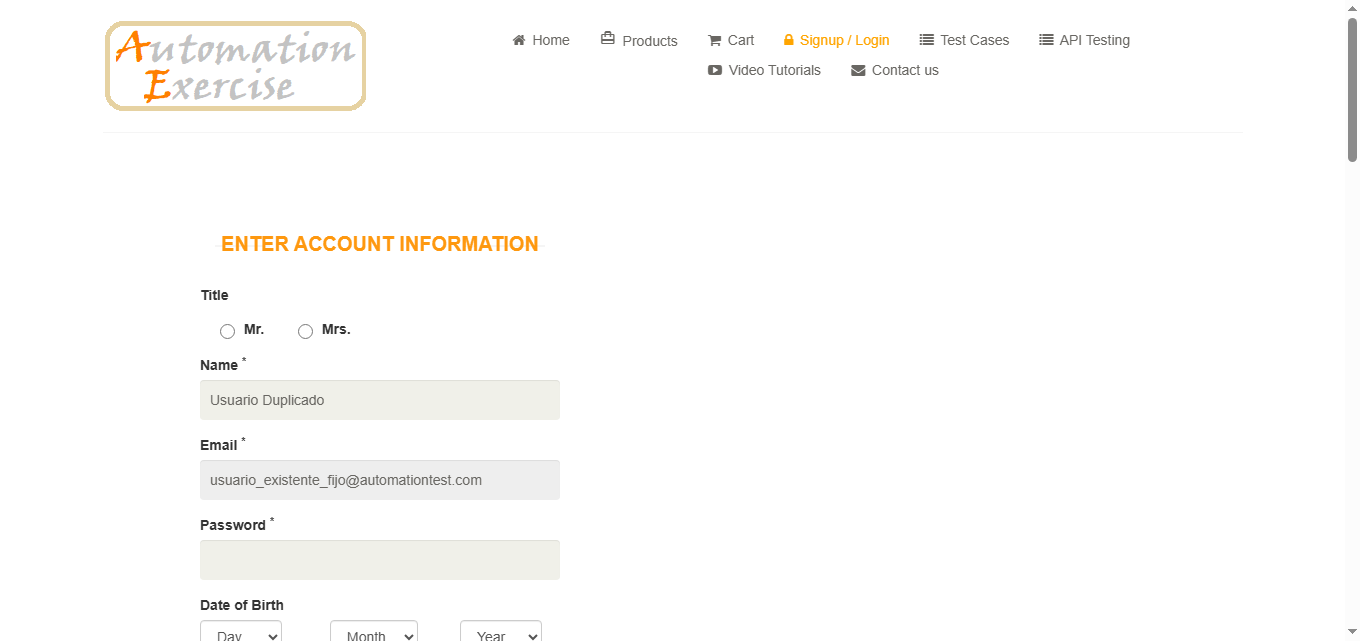 Automation
Exercise
Home
Products
Cart
Signup / Login
Test Cases
API Testing
Video Tutorials
Contact us
ENTER ACCOUNT INFORMATION
Title
Mr.
Mrs.
Name *
Usuario Duplicado
Email *
usuario_existente_fijo@automationtest.com
Password *
Date of Birth
Day
Month
Year